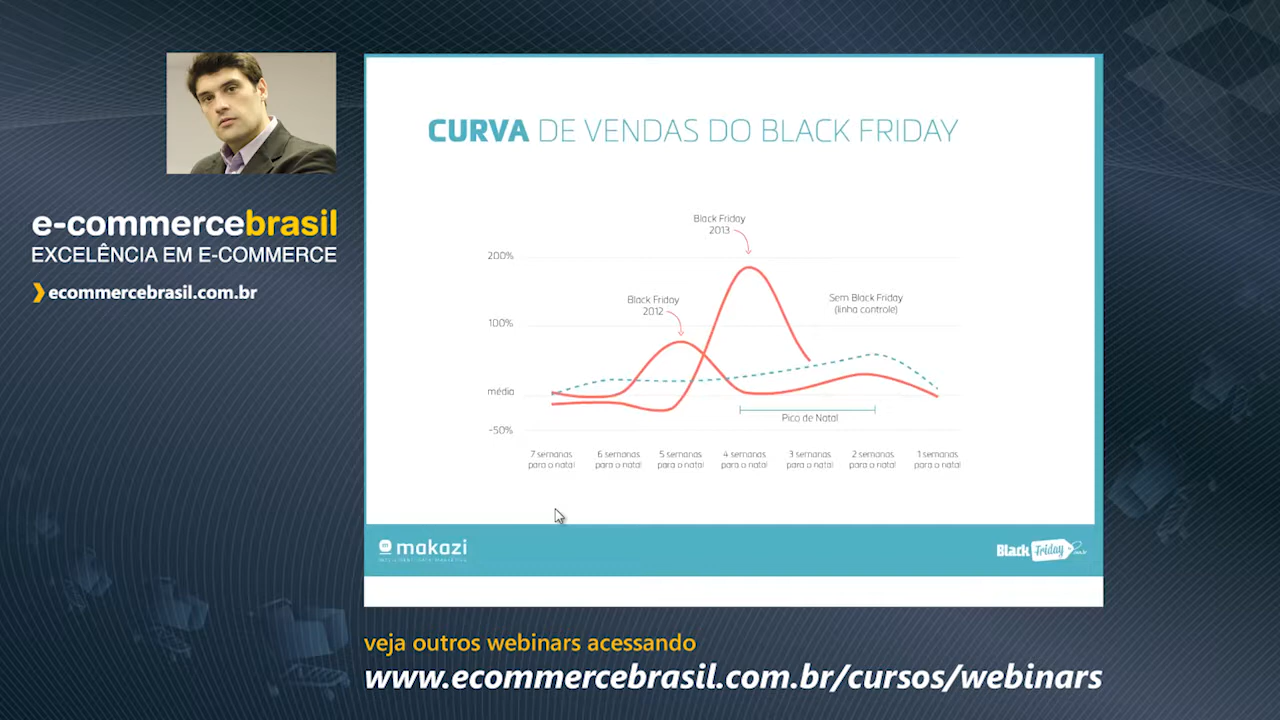 e-commercebrasil
EXCELÊNCIA EM E-COMMERCE
ecommercebrasil.com.br
CURVA DE VENDAS DO BLACK FRIDAY
Black Friday
2013
200%
Black Friday
2012
Sem Black Friday
(linha controle)
100%
médio
Pico de Natal
-50%
7 semanas
para o natal
6 semanas
para o natal
5 semanas
para o natal
4 semanas
para o natal
3 semanas
para o natal
2 semanas
para o natal
1 semanas
para o natal
makazi
Black Friday
veja outros webinars acessando
www.ecommercebrasil.com.br/cursos/webinars